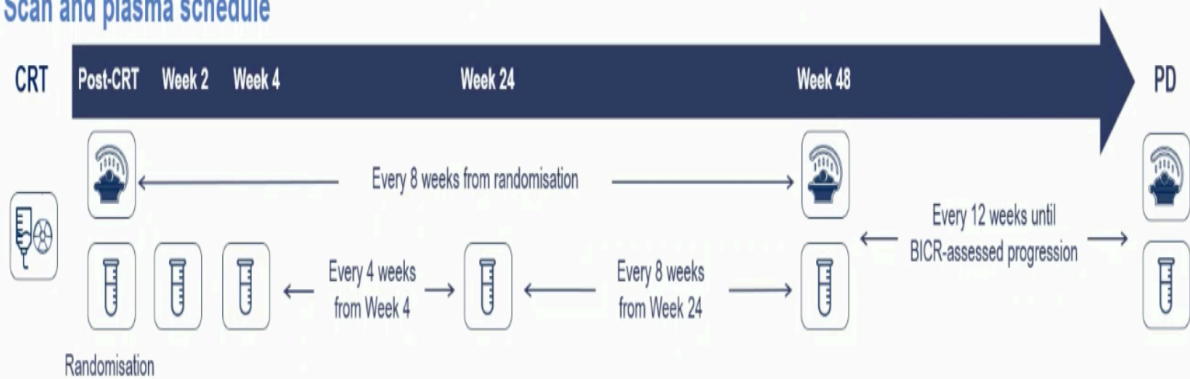 Scan and plasma schedule
CRT
Post-CRT
Week 2
Week 4
Week 24
Week 48
PD
Every 8 weeks from randomisation
Every 12 weeks until
BICR-assessed progression
Every 4 weeks
from Week 4
Every 8 weeks
from Week 24
Randomisation